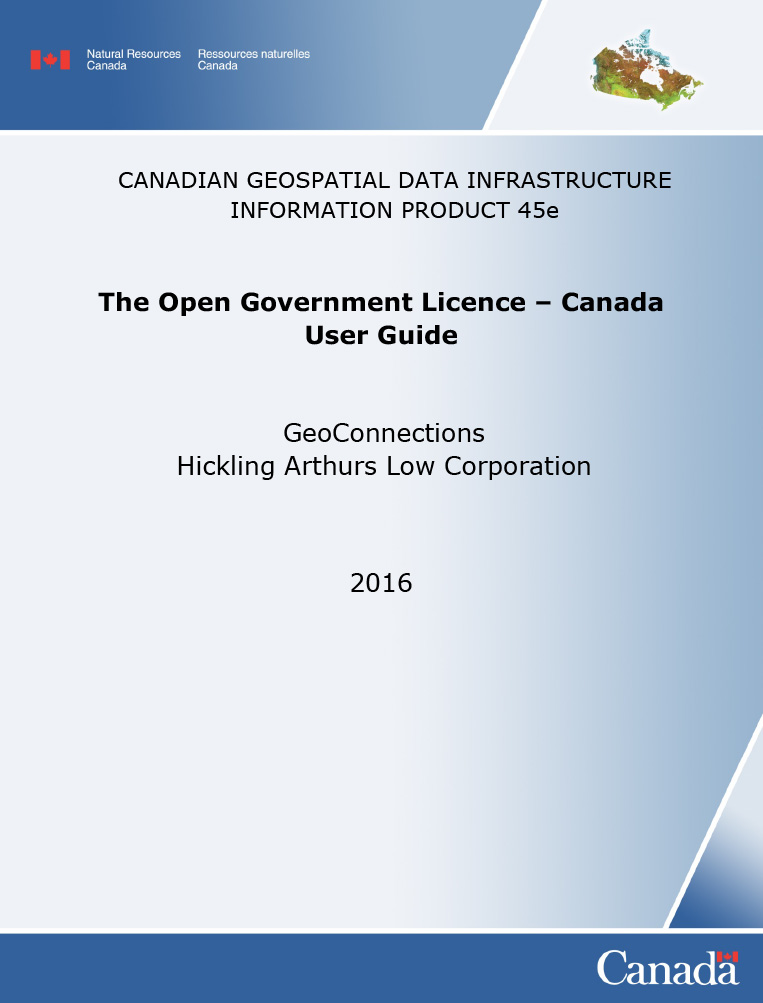 Natural Resources Ressources naturelles
Canada Canada
CANADIAN GEOSPATIAL DATA INFRASTRUCTURE
INFORMATION PRODUCT 45e
The Open Government Licence – Canada
User Guide
GeoConnections
Hickling Arthurs Low Corporation
2016
Canada